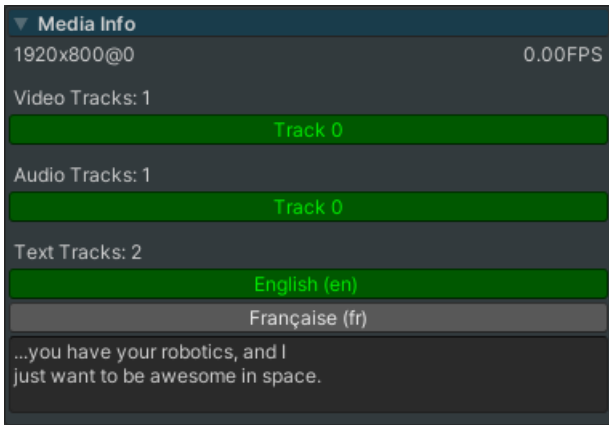 Media Info
1920x800@0 0.00FPS
Video Tracks: 1
Track 0
Audio Tracks: 1
Track 0
Text Tracks: 2
English (en)
Française (fr)
...you have your robotics, and I
just want to be awesome in space.